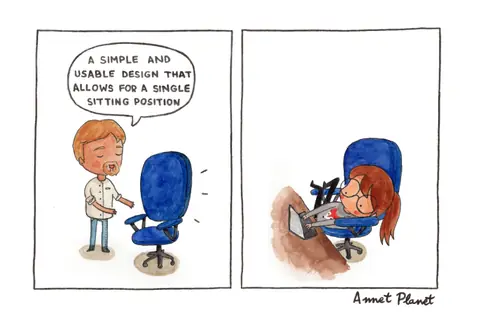 A SIMPLE AND
USABLE DESIGN THAT
ALLOWS FOR A SINGLE
SITTING POSITION
Annet Planet